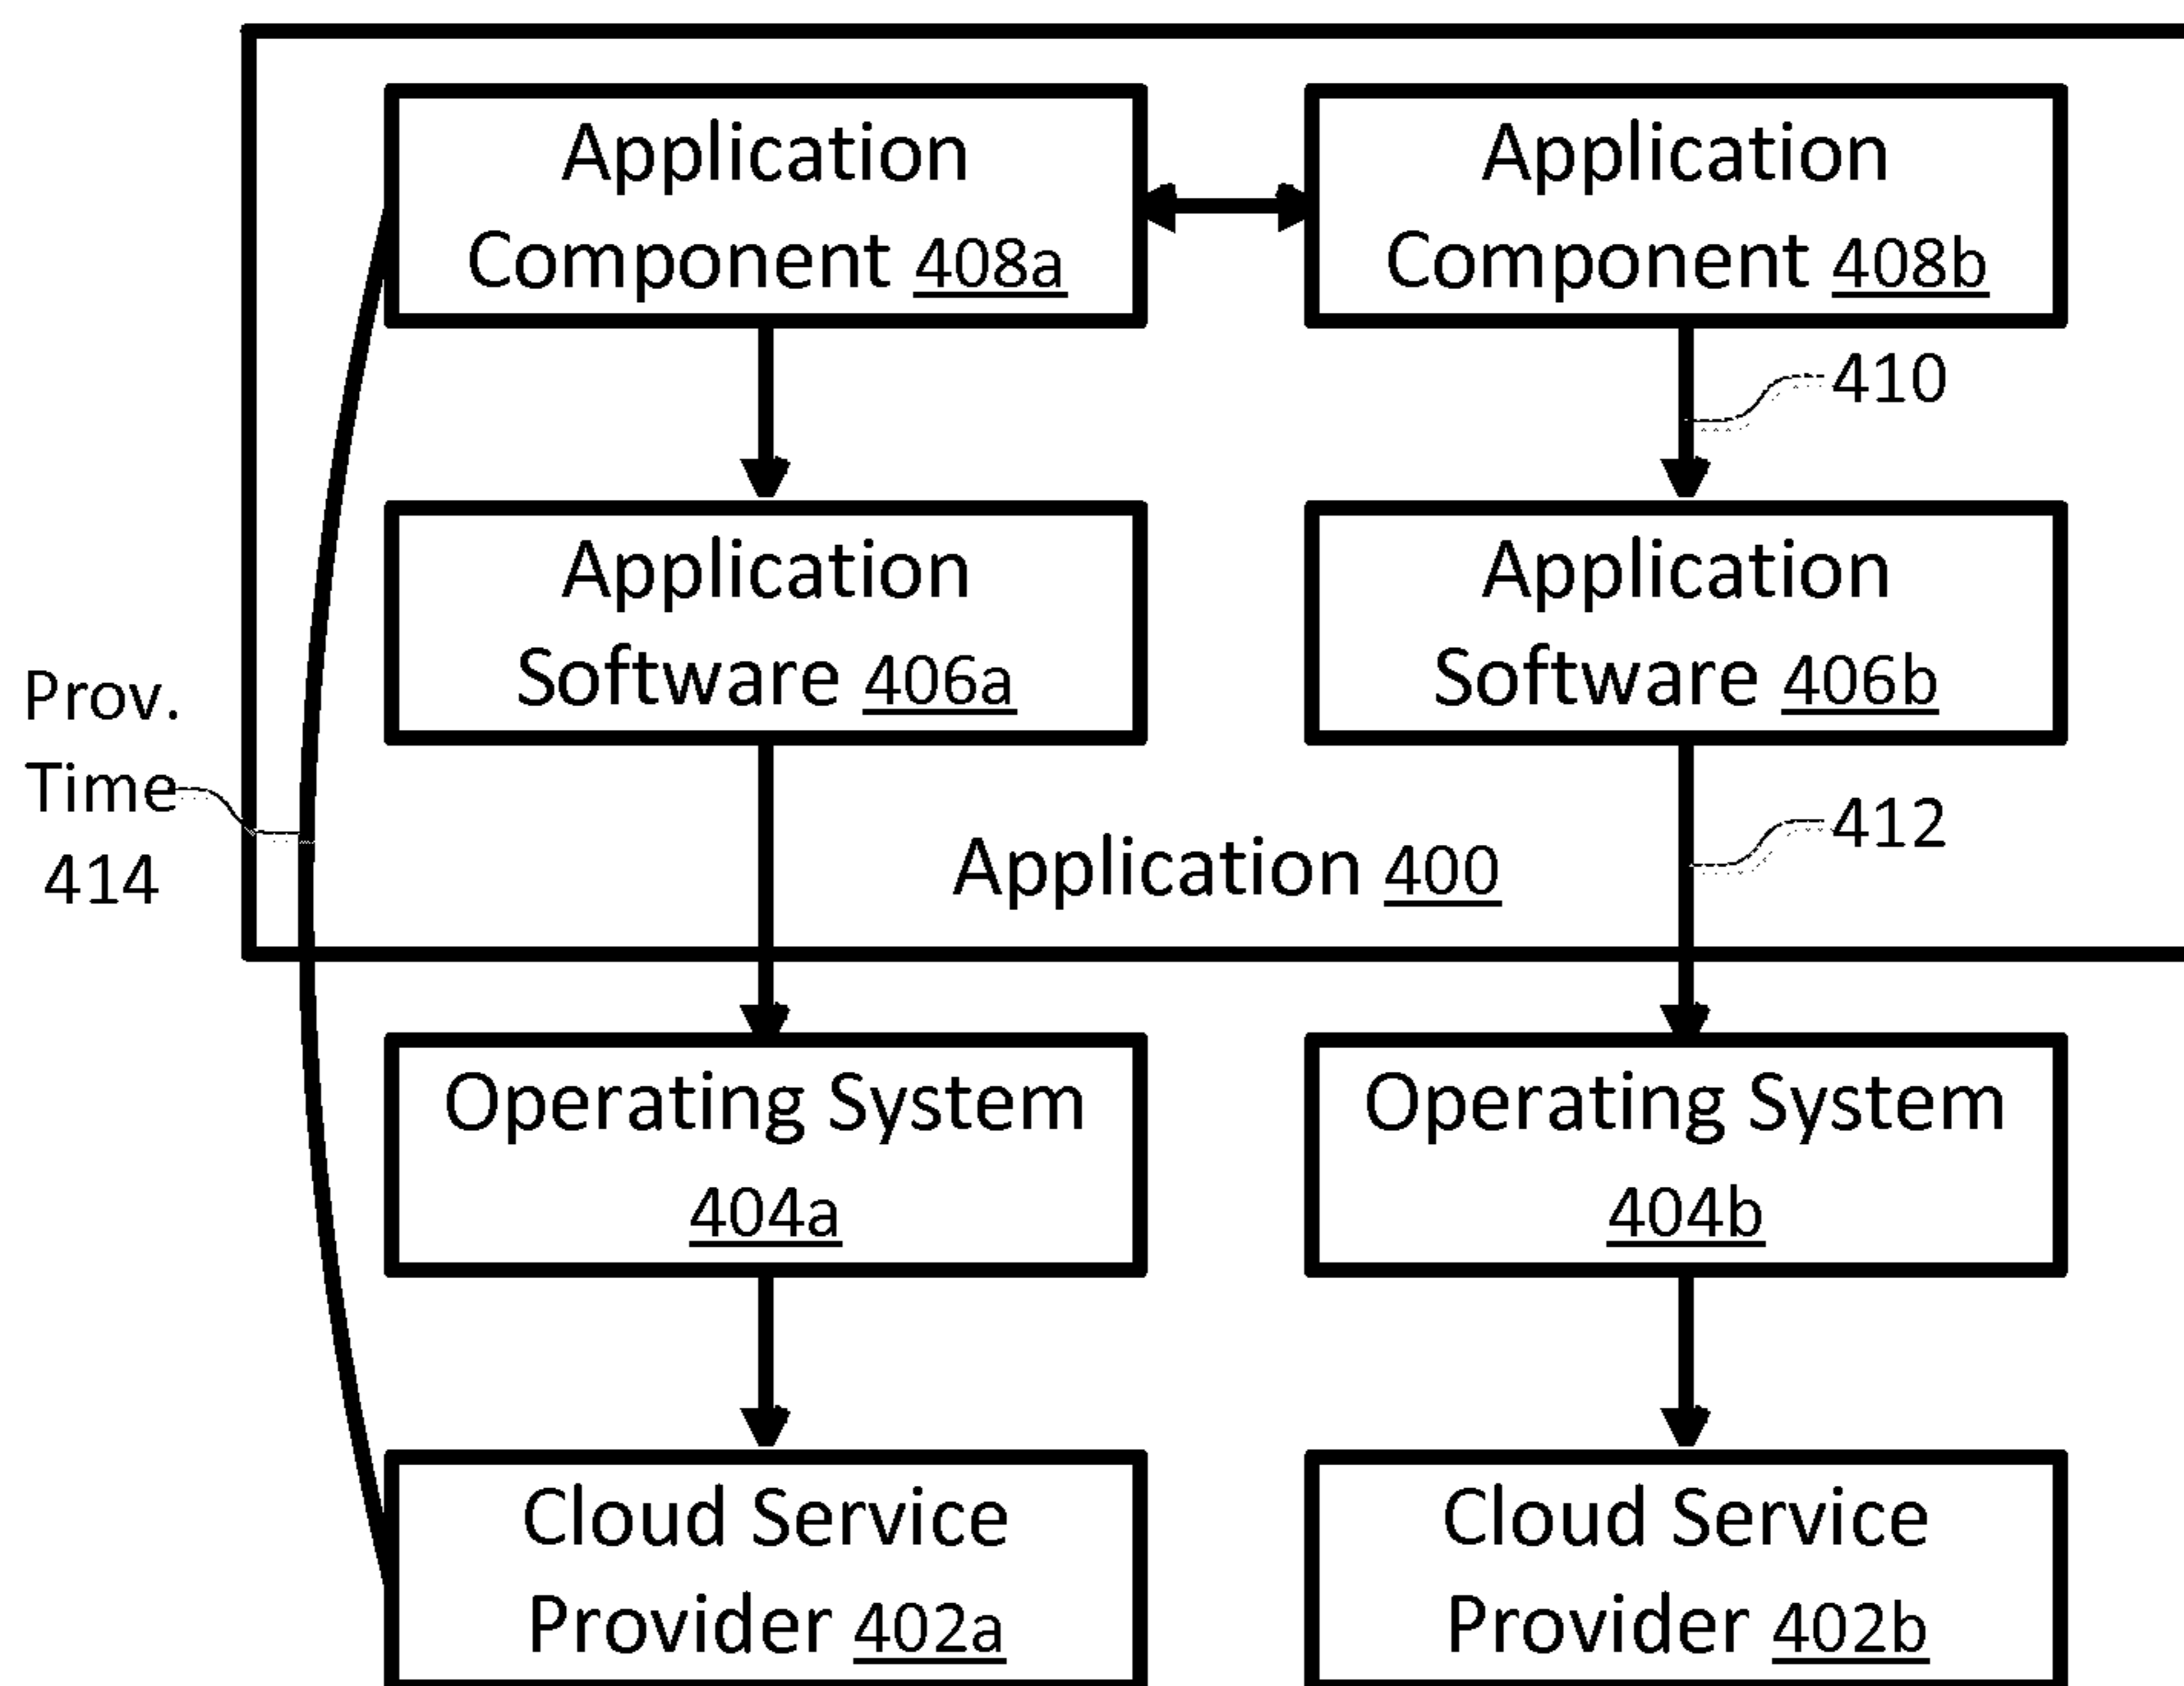 Application
Component 408a
Application
Component 408b
410
Application
Software 406a
Application
Software 406b
Prov.
Time
414
412
Application 400
Operating System
404a
Operating System
404b
Cloud Service
Provider 402a
Cloud Service
Provider 402b